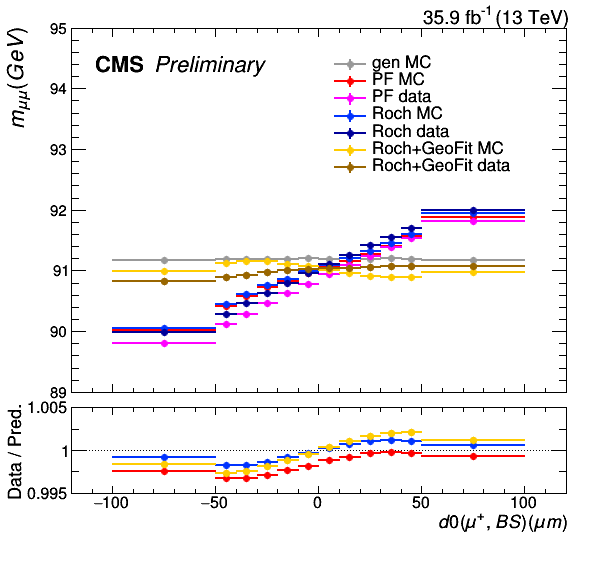 35.9 fb⁻¹ (13 TeV)
CMS Preliminary
m_μμ (GeV)
95
94
93
92
91
90
89
gen MC
PF MC
PF data
Roch MC
Roch data
Roch+GeoFit MC
Roch+GeoFit data
Data / Pred.
1.005
1
0.995
−100 −50 0 50 100
d0(μ⁺, BS)(μm)